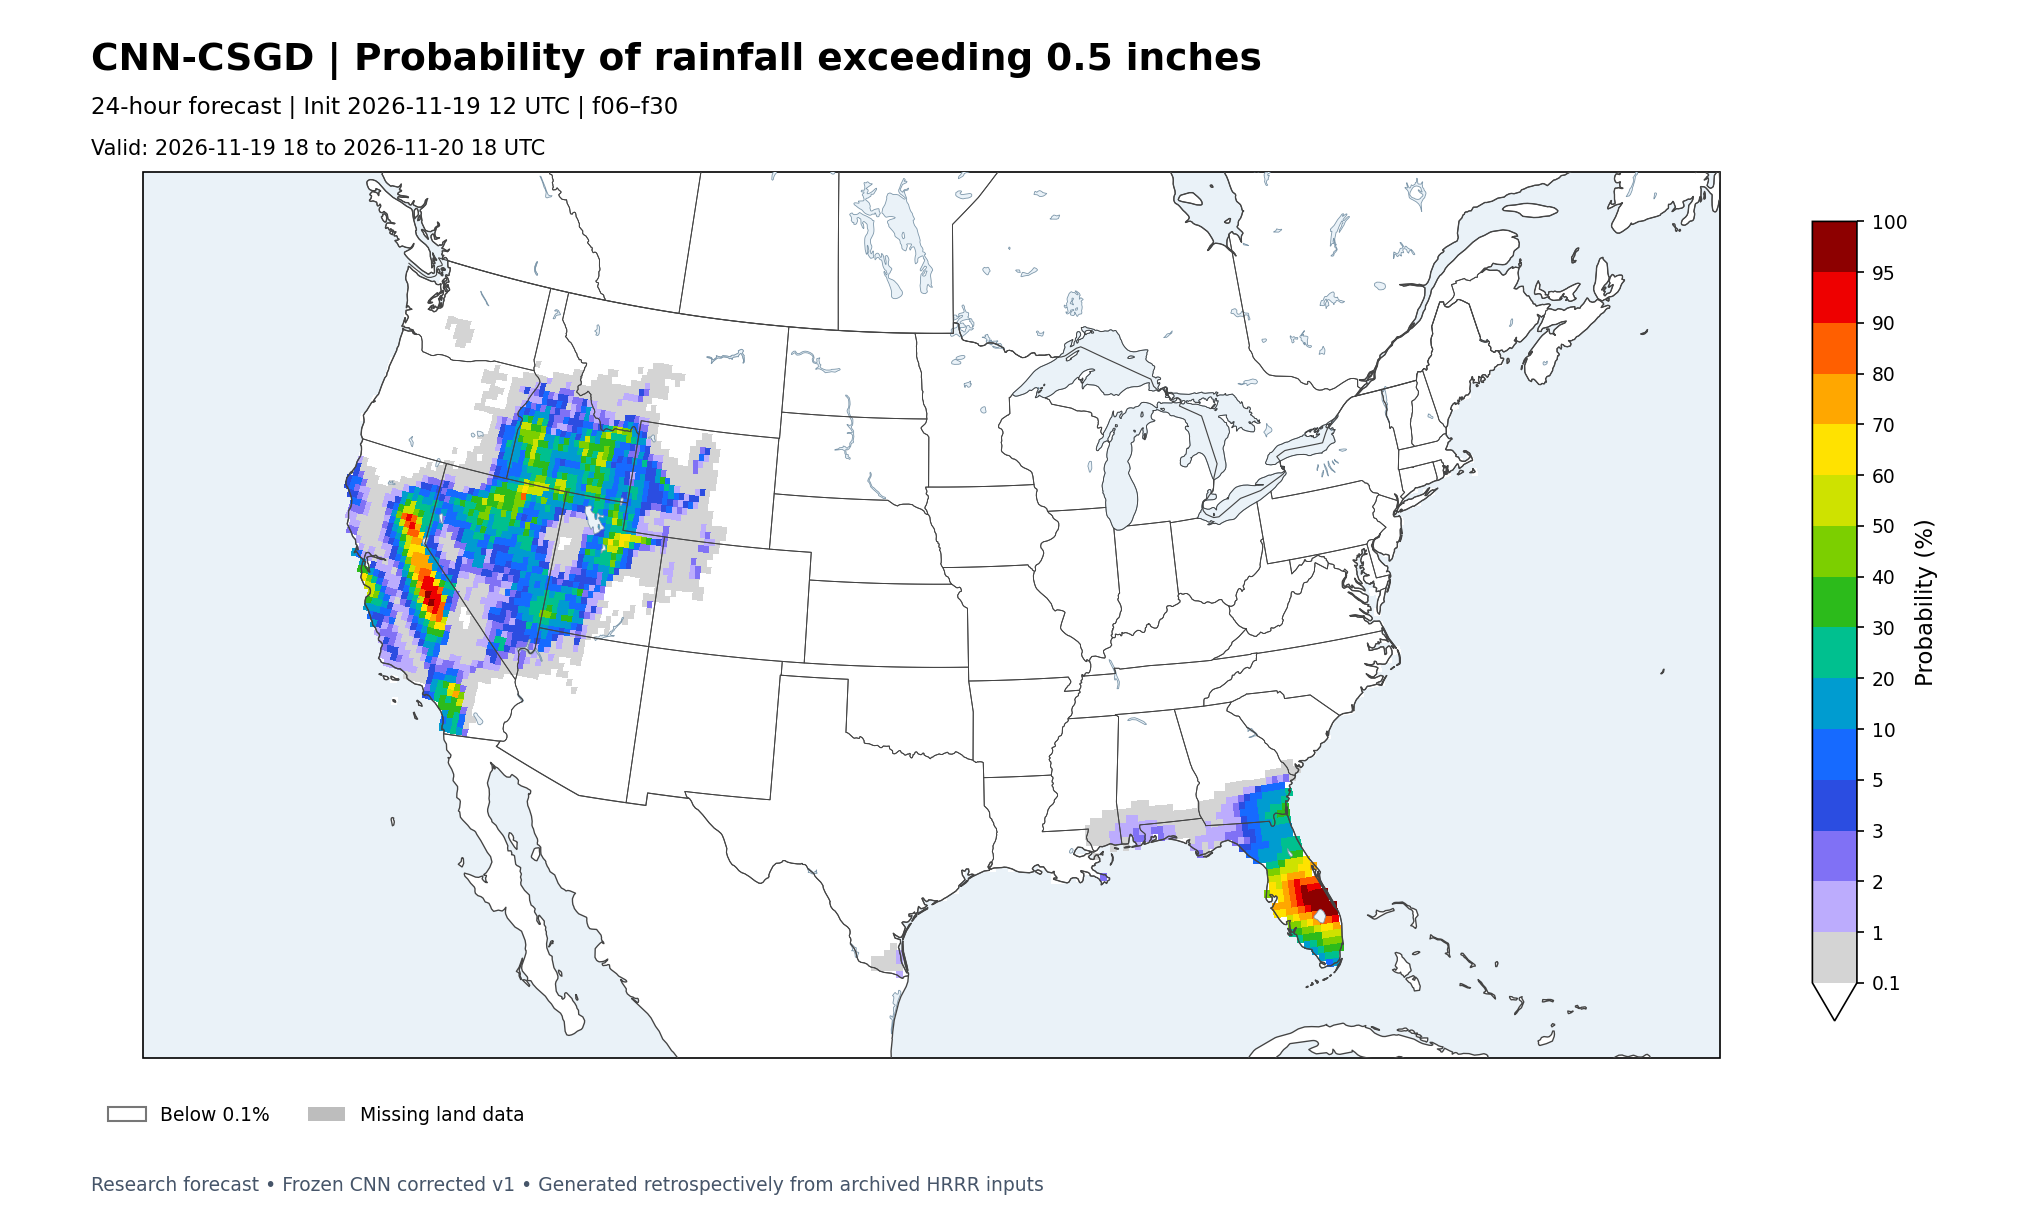 CNN-CSGD | Probability of rainfall exceeding 0.5 inches
24-hour forecast | Init 2026-11-19 12 UTC | f06–f30
Valid: 2026-11-19 18 to 2026-11-20 18 UTC
100
95
90
80
70
60
50
40
30
20
10
5
3
2
1
0.1
Probability (%)
Below 0.1%
Missing land data
Research forecast • Frozen CNN corrected v1 • Generated retrospectively from archived HRRR inputs